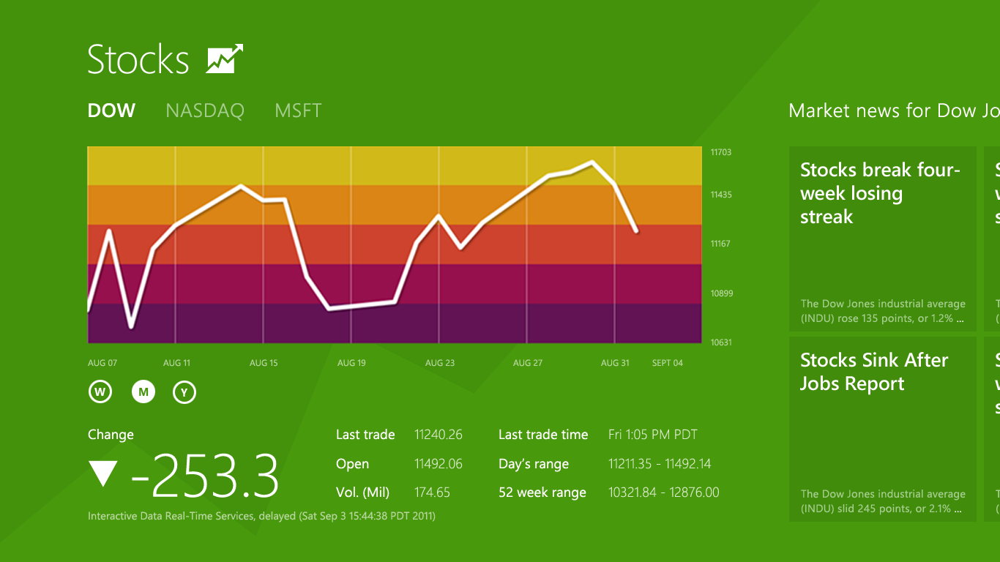 Stocks
DOW NASDAQ MSFT
11703
11435
11167
10899
10631
AUG 07 AUG 11 AUG 15 AUG 19 AUG 23 AUG 27 AUG 31 SEPT 04
W M Y
Change
-253.3
Last trade 11240.26 Last trade time Fri 1:05 PM PDT
Open 11492.06 Day's range 11211.35 - 11492.14
Vol. (Mil) 174.65 52 week range 10321.84 - 12876.00
Interactive Data Real-Time Services, delayed (Sat Sep 3 15:44:38 PDT 2011)
Market news for Dow Jo
Stocks break four-
week losing
streak
The Dow Jones industrial average
(INDU) rose 135 points, or 1.2% ...
Stocks Sink After
Jobs Report
The Dow Jones industrial average
(INDU) slid 245 points, or 2.1% ...